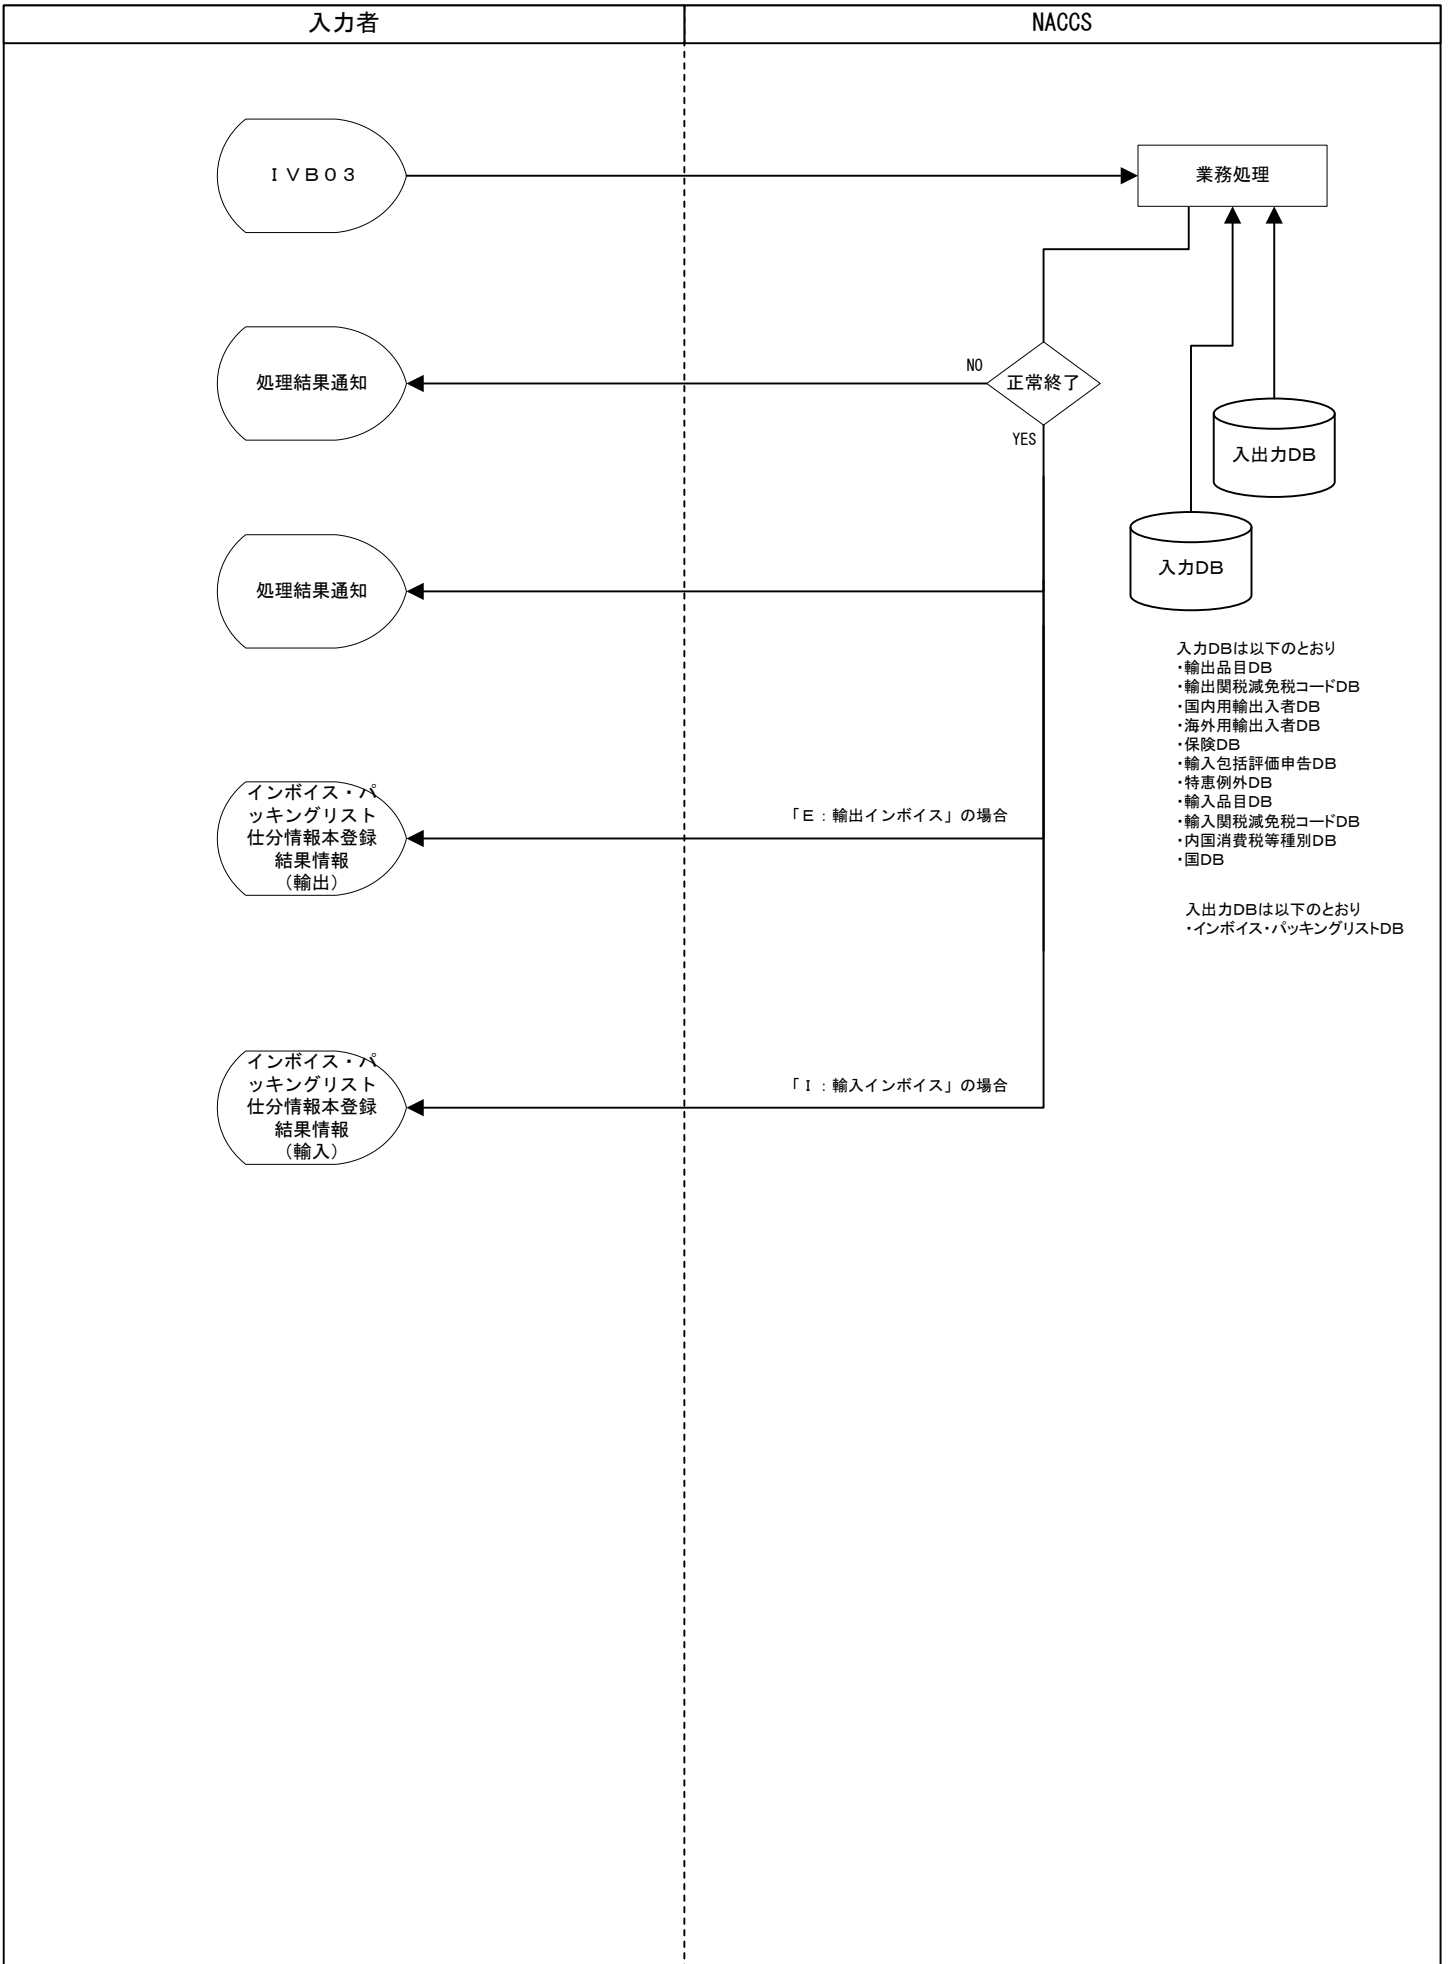 入力者
NACCS
ＩＶＢ０３
業務処理
処理結果通知
NO
正常終了
YES
入出力DB
処理結果通知
入力DB
入力DBは以下のとおり
・輸出品目DB
・輸出関税減免税コードDB
・国内用輸出入者DB
・海外用輸出入者DB
・保険DB
・輸入包括評価申告DB
・特恵例外DB
・輸入品目DB
・輸入関税減免税コードDB
・内国消費税等種別DB
・国DB
インボイス・パ
ッキングリスト
仕分情報本登録
結果情報
（輸出）
「Ｅ：輸出インボイス」の場合
入出力DBは以下のとおり
・インボイス・パッキングリストDB
インボイス・パ
ッキングリスト
仕分情報本登録
結果情報
（輸入）
「Ｉ：輸入インボイス」の場合